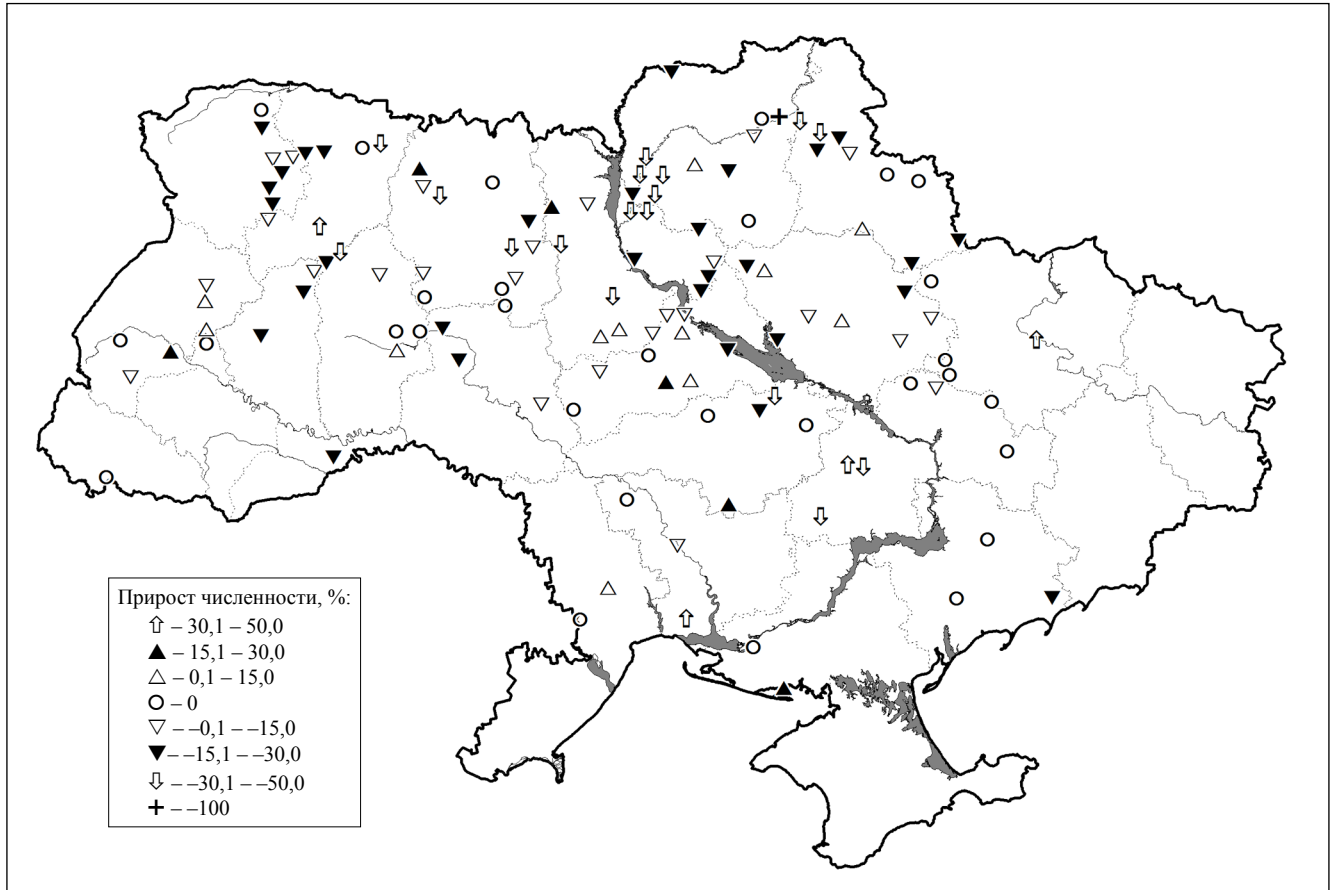 Прирост численности, %:
⇧ – 30,1 – 50,0
▲ – 15,1 – 30,0
△ – 0,1 – 15,0
○ – 0
▽ – –0,1 – –15,0
▼ – –15,1 – –30,0
⇩ – –30,1 – –50,0
+ – –100